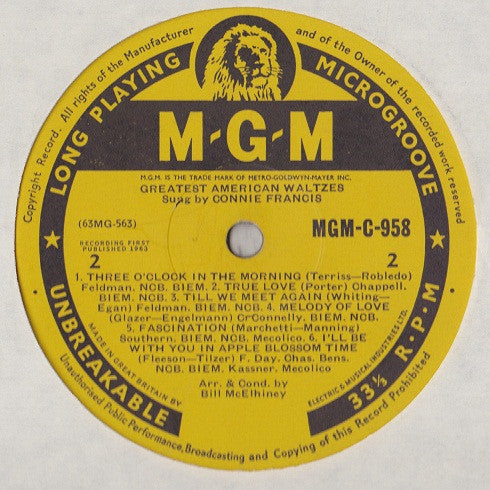 Copyright Record. All rights of the Manufacturer
and of the Owner of the recorded work reserved
LONG PLAYING
MICROGROOVE
M-G-M
M.G.M. IS THE TRADE MARK OF METRO-GOLDWYN-MAYER INC.
GREATEST AMERICAN WALTZES
Sung by CONNIE FRANCIS
(63MG-563)
MGM-C-958
RECORDING FIRST
PUBLISHED 1963
2
2
1. THREE O'CLOCK IN THE MORNING (Terriss—Robledo)
Feldman. NCB. BIEM. 2. TRUE LOVE (Porter) Chappell.
BIEM. NCB. 3. TILL WE MEET AGAIN (Whiting—
Egan) Feldman. BIEM. NCB. 4. MELODY OF LOVE
(Glazer—Engelmann) CrConnelly. BIEM. NCB.
5. FASCINATION (Marchetti—Manning)
Southern, BIEM. NCB. Mecolico. 6. I'LL BE
WITH YOU IN APPLE BLOSSOM TIME
(Fleeson—Tilzer) F. Day. Chas. Bens.
NCB. BIEM. Kassner. Mecolico
Arr. & Cond. by
Bill McElhiney
UNBREAKABLE
33⅓ R·P·M
MADE IN GREAT BRITAIN BY
ELECTRIC & MUSICAL INDUSTRIES LTD.
Unauthorised Public Performance, Broadcasting and Copying of this Record Prohibited